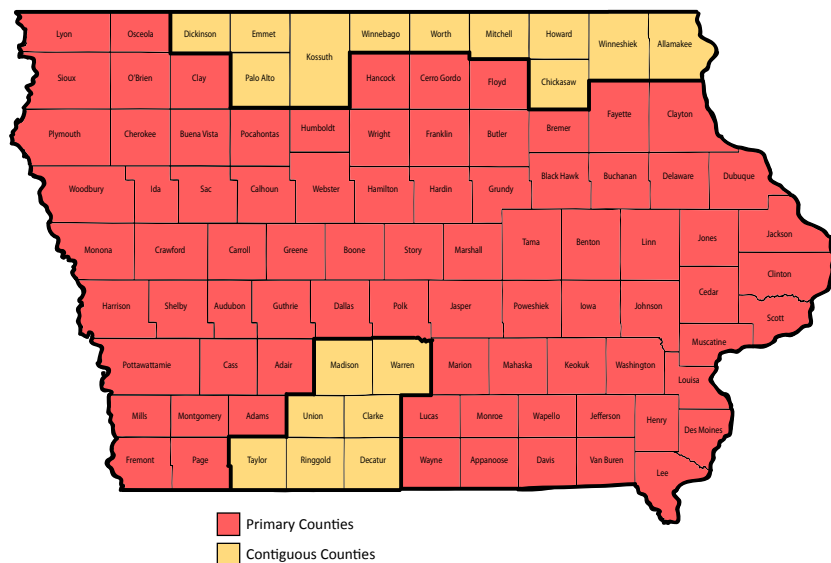 Lyon Osceola Dickinson Emmet Winnebago Worth Mitchell Howard Winneshiek Allamakee
Kossuth
Sioux O'Brien Clay Palo Alto Hancock Cerro Gordo Floyd Chickasaw
Plymouth Cherokee Buena Vista Pocahontas Humboldt Wright Franklin Butler Bremer Fayette Clayton
Woodbury Ida Sac Calhoun Webster Hamilton Hardin Grundy Black Hawk Buchanan Delaware Dubuque
Monona Crawford Carroll Greene Boone Story Marshall Tama Benton Linn Jones Jackson
Clinton
Harrison Shelby Audubon Guthrie Dallas Polk Jasper Poweshiek Iowa Johnson Cedar Scott
Muscatine
Pottawattamie Cass Adair Madison Warren Marion Mahaska Keokuk Washington
Louisa
Mills Montgomery Adams Union Clarke Lucas Monroe Wapello Jefferson Henry Des Moines
Fremont Page Taylor Ringgold Decatur Wayne Appanoose Davis Van Buren Lee
Primary Counties
Contiguous Counties